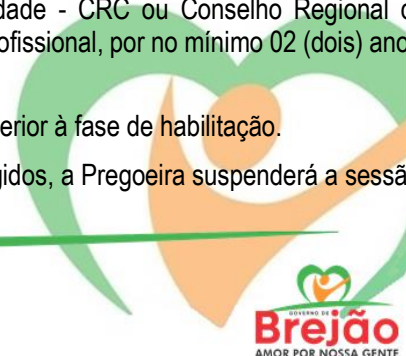 dade - CRC ou Conselho Regional d
ofissional, por no mínimo 02 (dois) ano
erior à fase de habilitação.
gidos, a Pregoeira suspenderá a sessã
GOVERNO DE
Brejão
AMOR POR NOSSA GENTE